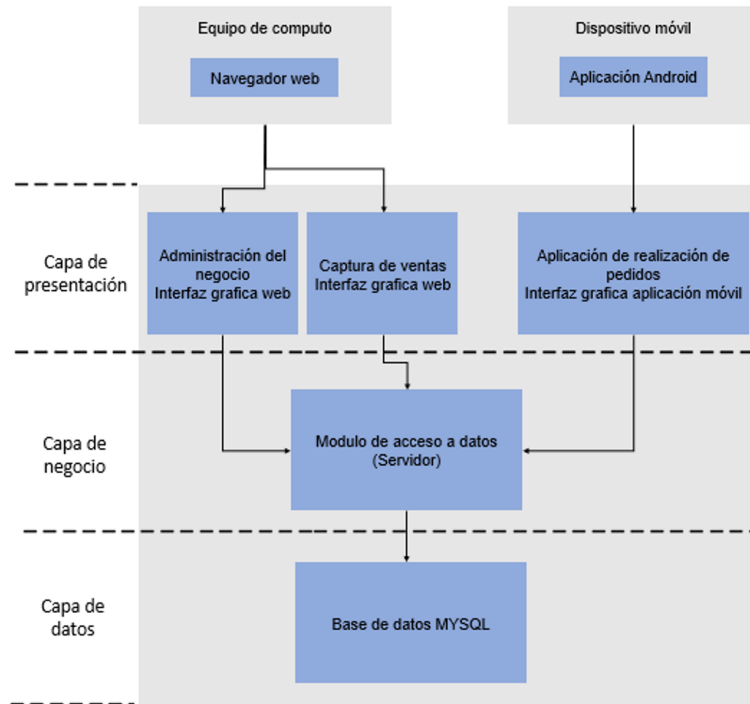 Equipo de computo
Navegador web
Dispositivo móvil
Aplicación Android
Capa de
presentación
Administración del
negocio
Interfaz grafica web
Captura de ventas
Interfaz grafica web
Aplicación de realización de
pedidos
Interfaz grafica aplicación móvil
Capa de
negocio
Modulo de acceso a datos
(Servidor)
Capa de
datos
Base de datos MYSQL